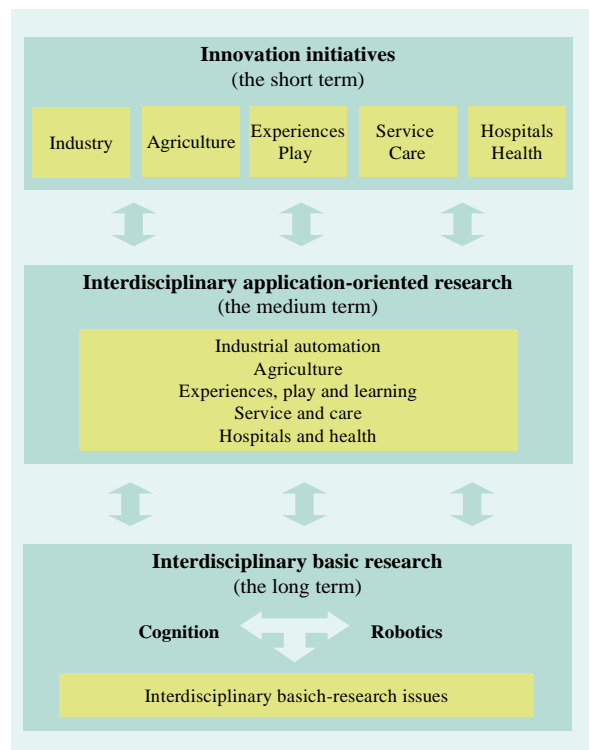 Innovation initiatives
(the short term)
Industry
Agriculture
Experiences
Play
Service
Care
Hospitals
Health
Interdisciplinary application-oriented research
(the medium term)
Industrial automation
Agriculture
Experiences, play and learning
Service and care
Hospitals and health
Interdisciplinary basic research
(the long term)
Cognition
Robotics
Interdisciplinary basich-research issues